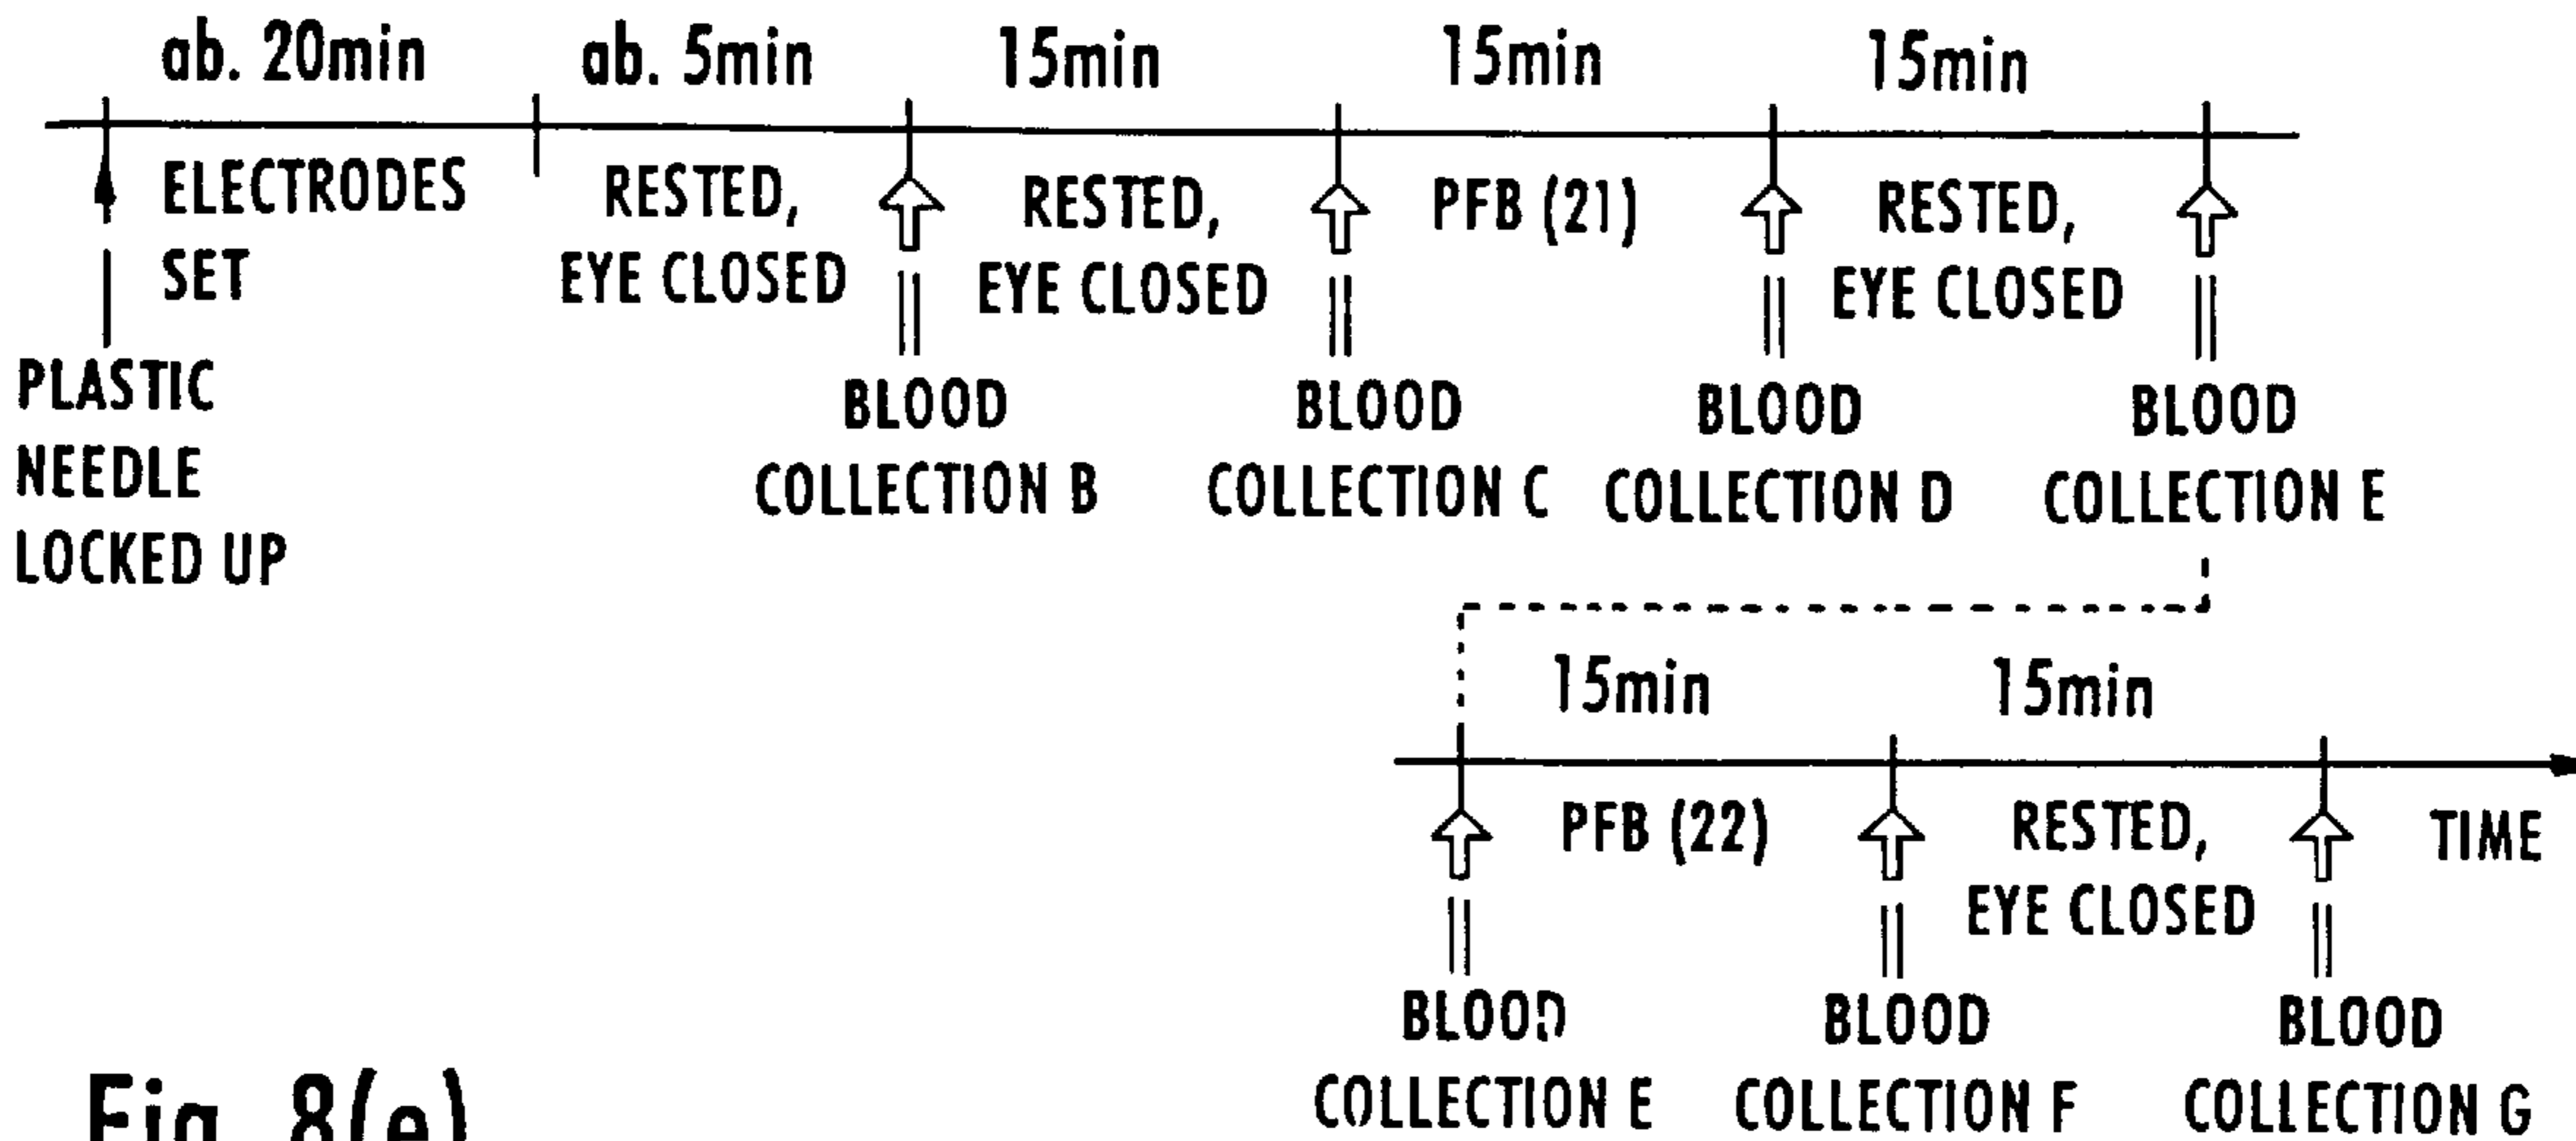 ab. 20min ab. 5min 15min 15min 15min
ELECTRODES
SET
RESTED,
EYE CLOSED
RESTED,
EYE CLOSED
PFB (21)
RESTED,
EYE CLOSED
PLASTIC
NEEDLE
LOCKED UP
BLOOD
COLLECTION B
BLOOD
COLLECTION C
BLOOD
COLLECTION D
BLOOD
COLLECTION E
15min 15min
PFB (22)
RESTED,
EYE CLOSED
TIME
BLOOD
COLLECTION E
BLOOD
COLLECTION F
BLOOD
COLLECTION G
Fig. 8(e)